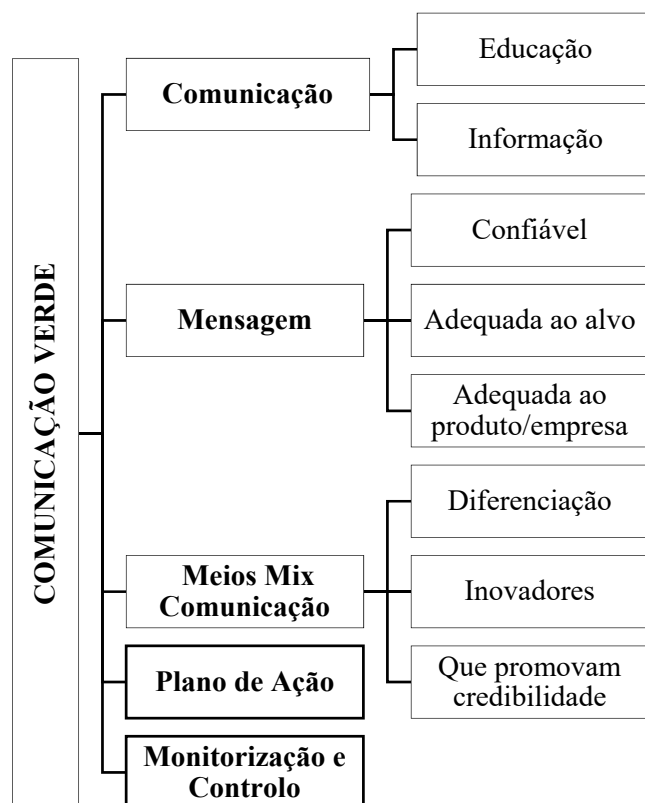 COMUNICAÇÃO VERDE
Comunicação
Educação
Informação
Mensagem
Confiável
Adequada ao alvo
Adequada ao
produto/empresa
Meios Mix
Comunicação
Diferenciação
Inovadores
Que promovam
credibilidade
Plano de Ação
Monitorização e
Controlo